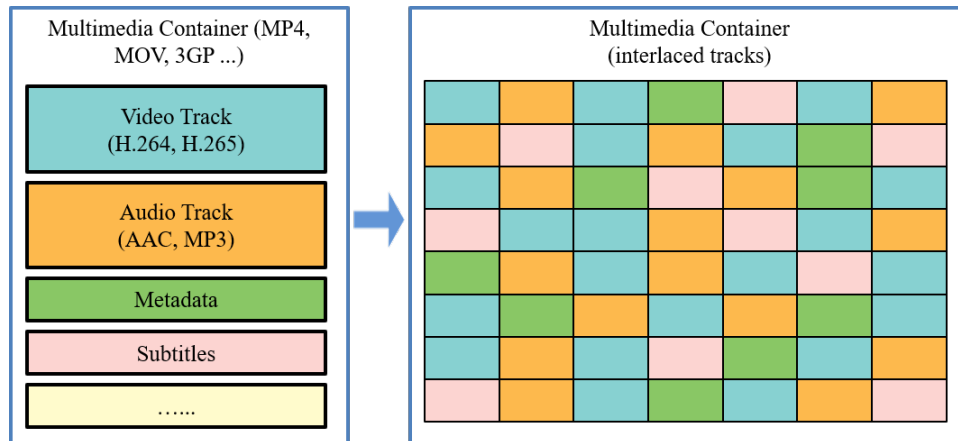 Multimedia Container (MP4,
MOV, 3GP ...)
Video Track
(H.264, H.265)
Audio Track
(AAC, MP3)
Metadata
Subtitles
…...
Multimedia Container
(interlaced tracks)